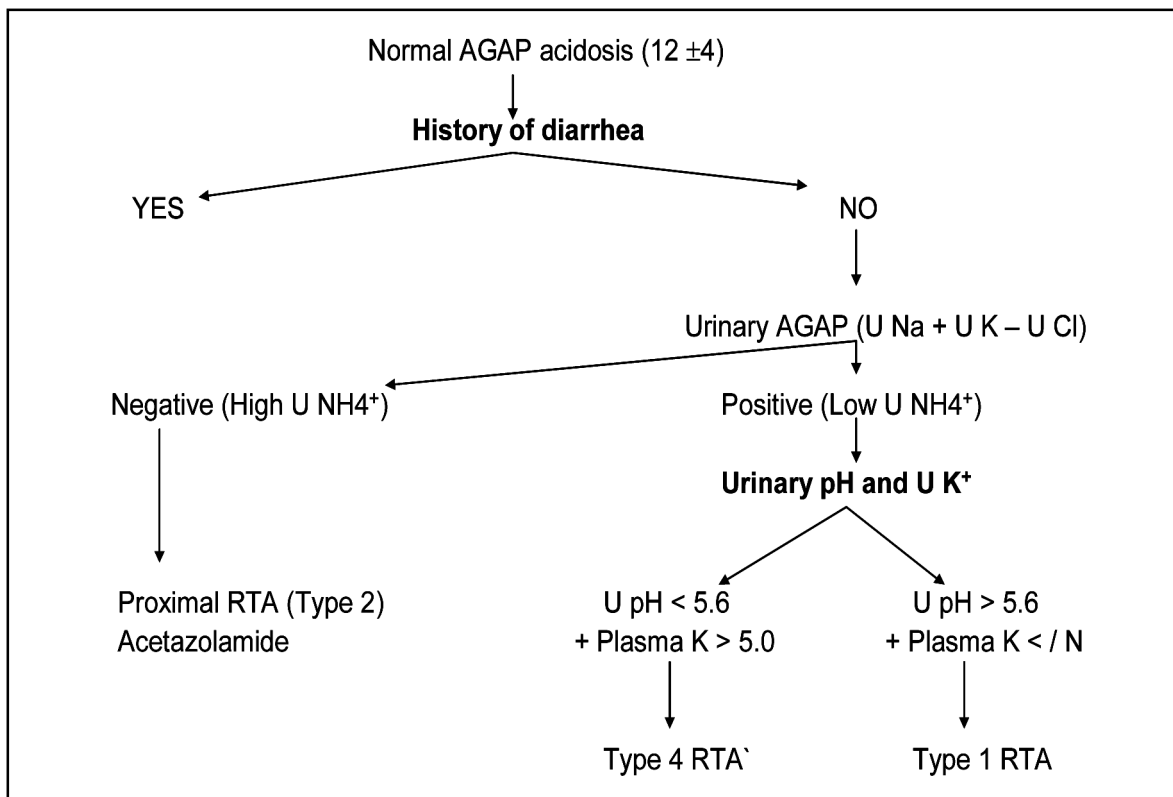 Normal AGAP acidosis (12 ±4)
History of diarrhea
YES
NO
Urinary AGAP (U Na + U K – U Cl)
Negative (High U NH4⁺)
Positive (Low U NH4⁺)
Urinary pH and U K⁺
Proximal RTA (Type 2)
Acetazolamide
U pH < 5.6
+ Plasma K > 5.0
U pH > 5.6
+ Plasma K < / N
Type 4 RTA`
Type 1 RTA